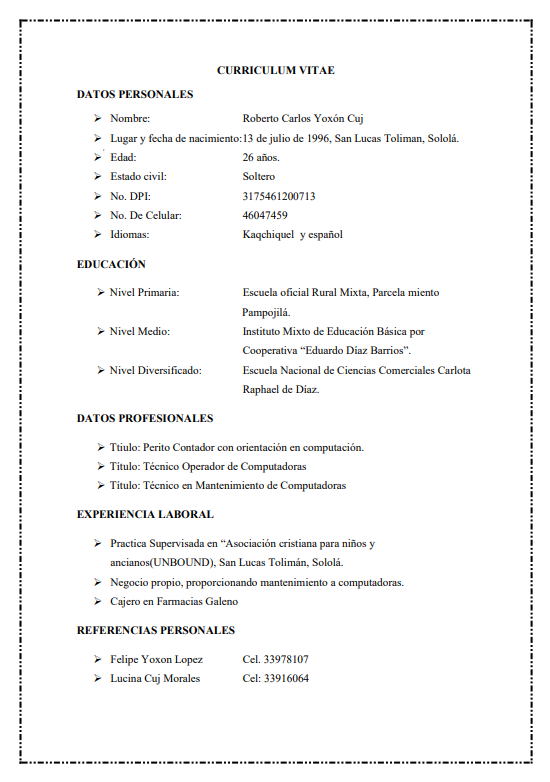 CURRICULUM VITAE
DATOS PERSONALES
➢ Nombre: Roberto Carlos Yoxón Cuj
➢ Lugar y fecha de nacimiento:13 de julio de 1996, San Lucas Toliman, Sololá.
➢ Edad: 26 años.
➢ Estado civil: Soltero
➢ No. DPI: 3175461200713
➢ No. De Celular: 46047459
➢ Idiomas: Kaqchiquel y español
EDUCACIÓN
➢ Nivel Primaria: Escuela oficial Rural Mixta, Parcela miento
Pampojilá.
➢ Nivel Medio: Instituto Mixto de Educación Básica por
Cooperativa “Eduardo Díaz Barrios”.
➢ Nivel Diversificado: Escuela Nacional de Ciencias Comerciales Carlota
Raphael de Díaz.
DATOS PROFESIONALES
➢ Ttiulo: Perito Contador con orientación en computación.
➢ Título: Técnico Operador de Computadoras
➢ Título: Técnico en Mantenimiento de Computadoras
EXPERIENCIA LABORAL
➢ Practica Supervisada en “Asociación cristiana para niños y
ancianos(UNBOUND), San Lucas Tolimán, Sololá.
➢ Negocio propio, proporcionando mantenimiento a computadoras.
➢ Cajero en Farmacias Galeno
REFERENCIAS PERSONALES
➢ Felipe Yoxon Lopez Cel. 33978107
➢ Lucina Cuj Morales Cel: 33916064